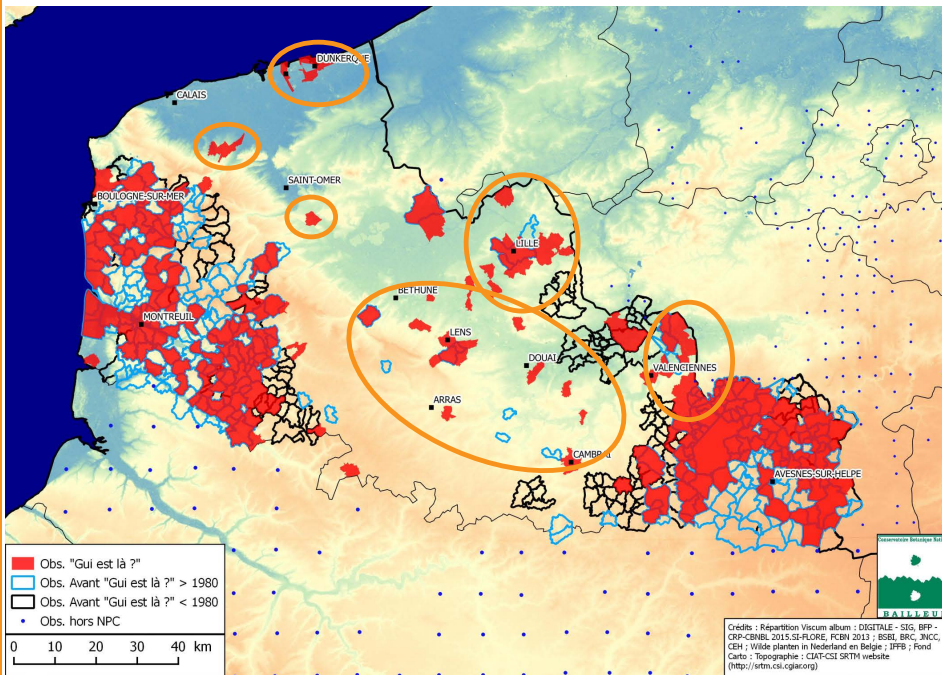 DUNKERQUE
CALAIS
SAINT-OMER
BOULOGNE-SUR-MER
LILLE
BETHUNE
MONTREUIL
LENS
DOUAI
VALENCIENNES
ARRAS
CAMBRAI
AVESNES-SUR-HELPE
Obs. "Gui est là ?"
Obs. Avant "Gui est là ?" > 1980
Obs. Avant "Gui est là ?" < 1980
Obs. hors NPC
0 10 20 30 40 km
Conservatoire Botanique Nati
BAILLEUL
Crédits : Répartition Viscum album : DIGITALE - SIG, BFP -
CRP-CBNBL 2015.SI-FLORE, FCBN 2013 ; BSBI, BRC, JNCC,
CEH ; Wilde planten in Nederland en Belgie ; IFFB ; Fond
Carto : Topographie : CIAT-CSI SRTM website
(http://srtm.csi.cgiar.org)